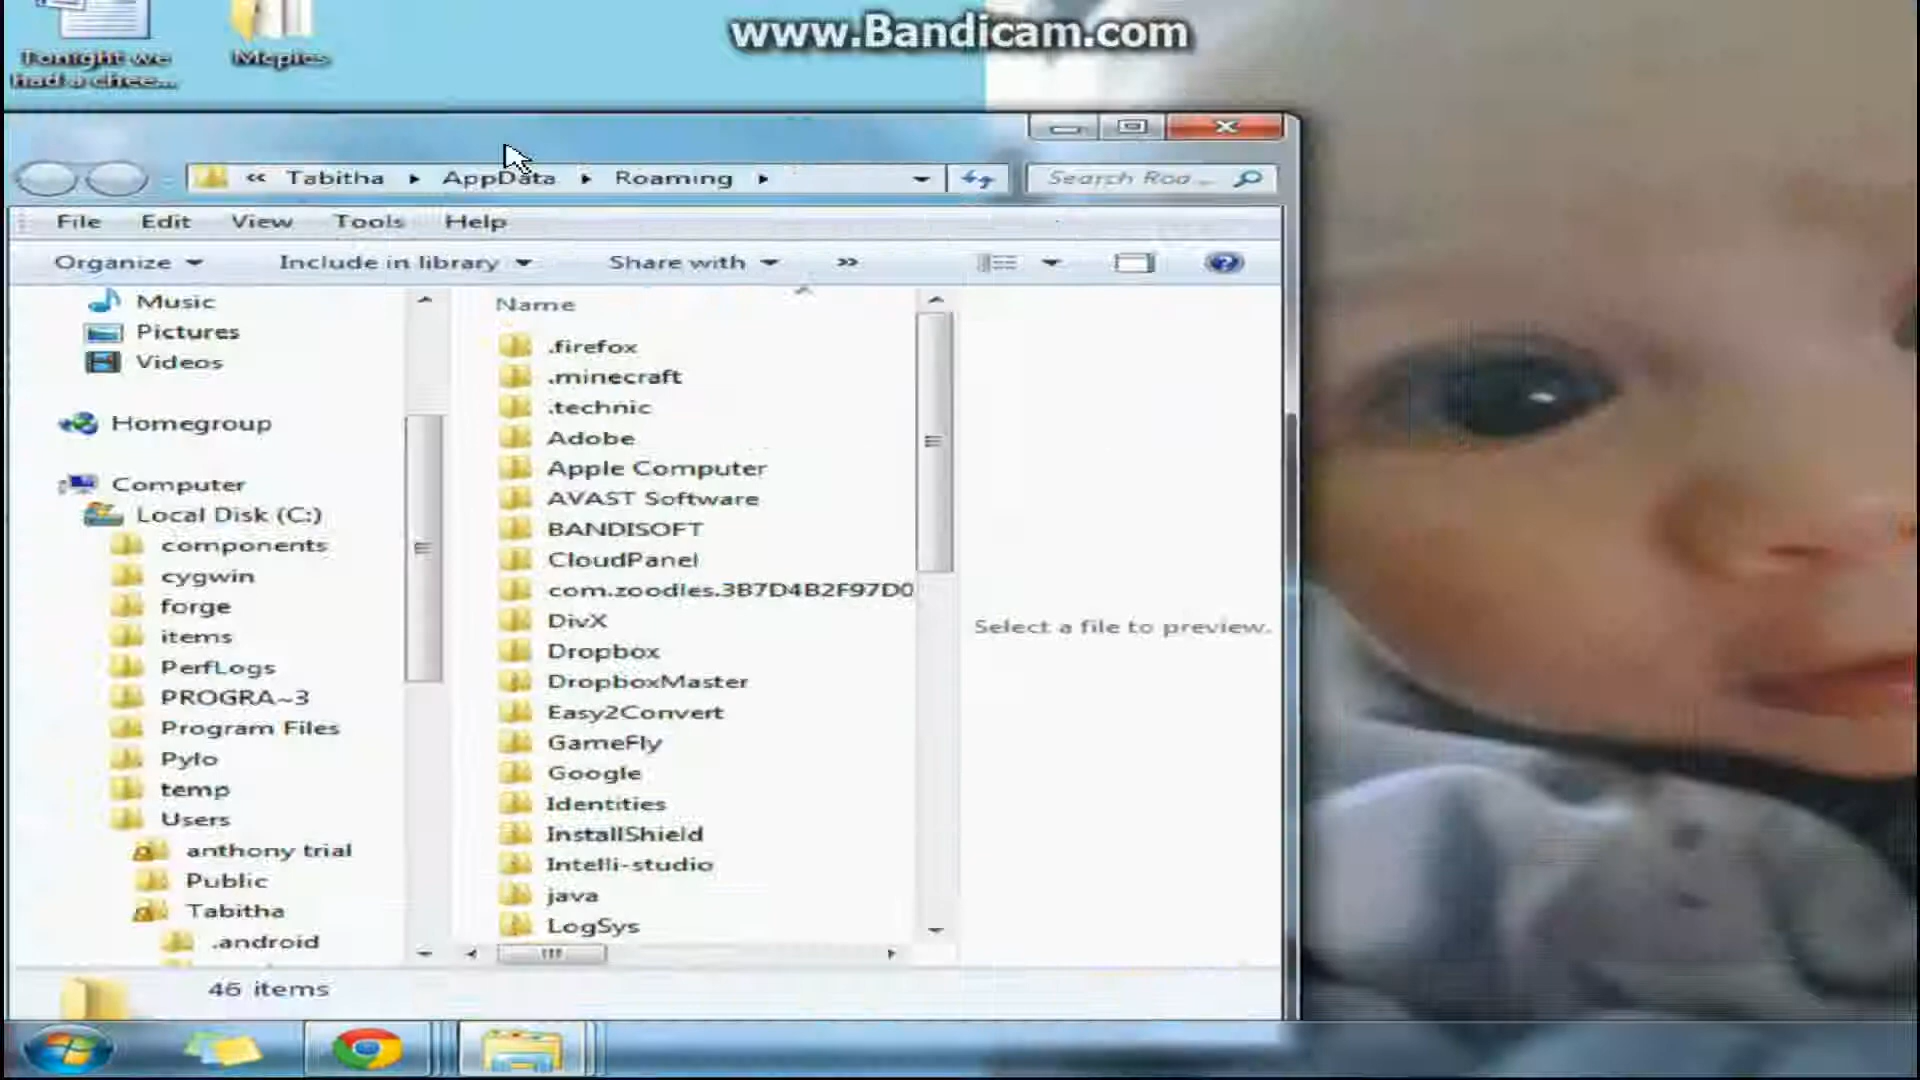 www.Bandicam.com
Tonight we
had a chee...
Mcpics
« Tabitha ▸ AppData ▸ Roaming ▸
Search Roa...
File Edit View Tools Help
Organize Include in library Share with »
Music
Pictures
Videos
Homegroup
Computer
Local Disk (C:)
components
cygwin
forge
items
PerfLogs
PROGRA~3
Program Files
Pylo
temp
Users
anthony trial
Public
Tabitha
.android
Name
.firefox
.minecraft
.technic
Adobe
Apple Computer
AVAST Software
BANDISOFT
CloudPanel
com.zoodles.3B7D4B2F97D0
DivX
Dropbox
DropboxMaster
Easy2Convert
GameFly
Google
Identities
InstallShield
Intelli-studio
java
LogSys
Select a file to preview.
46 items